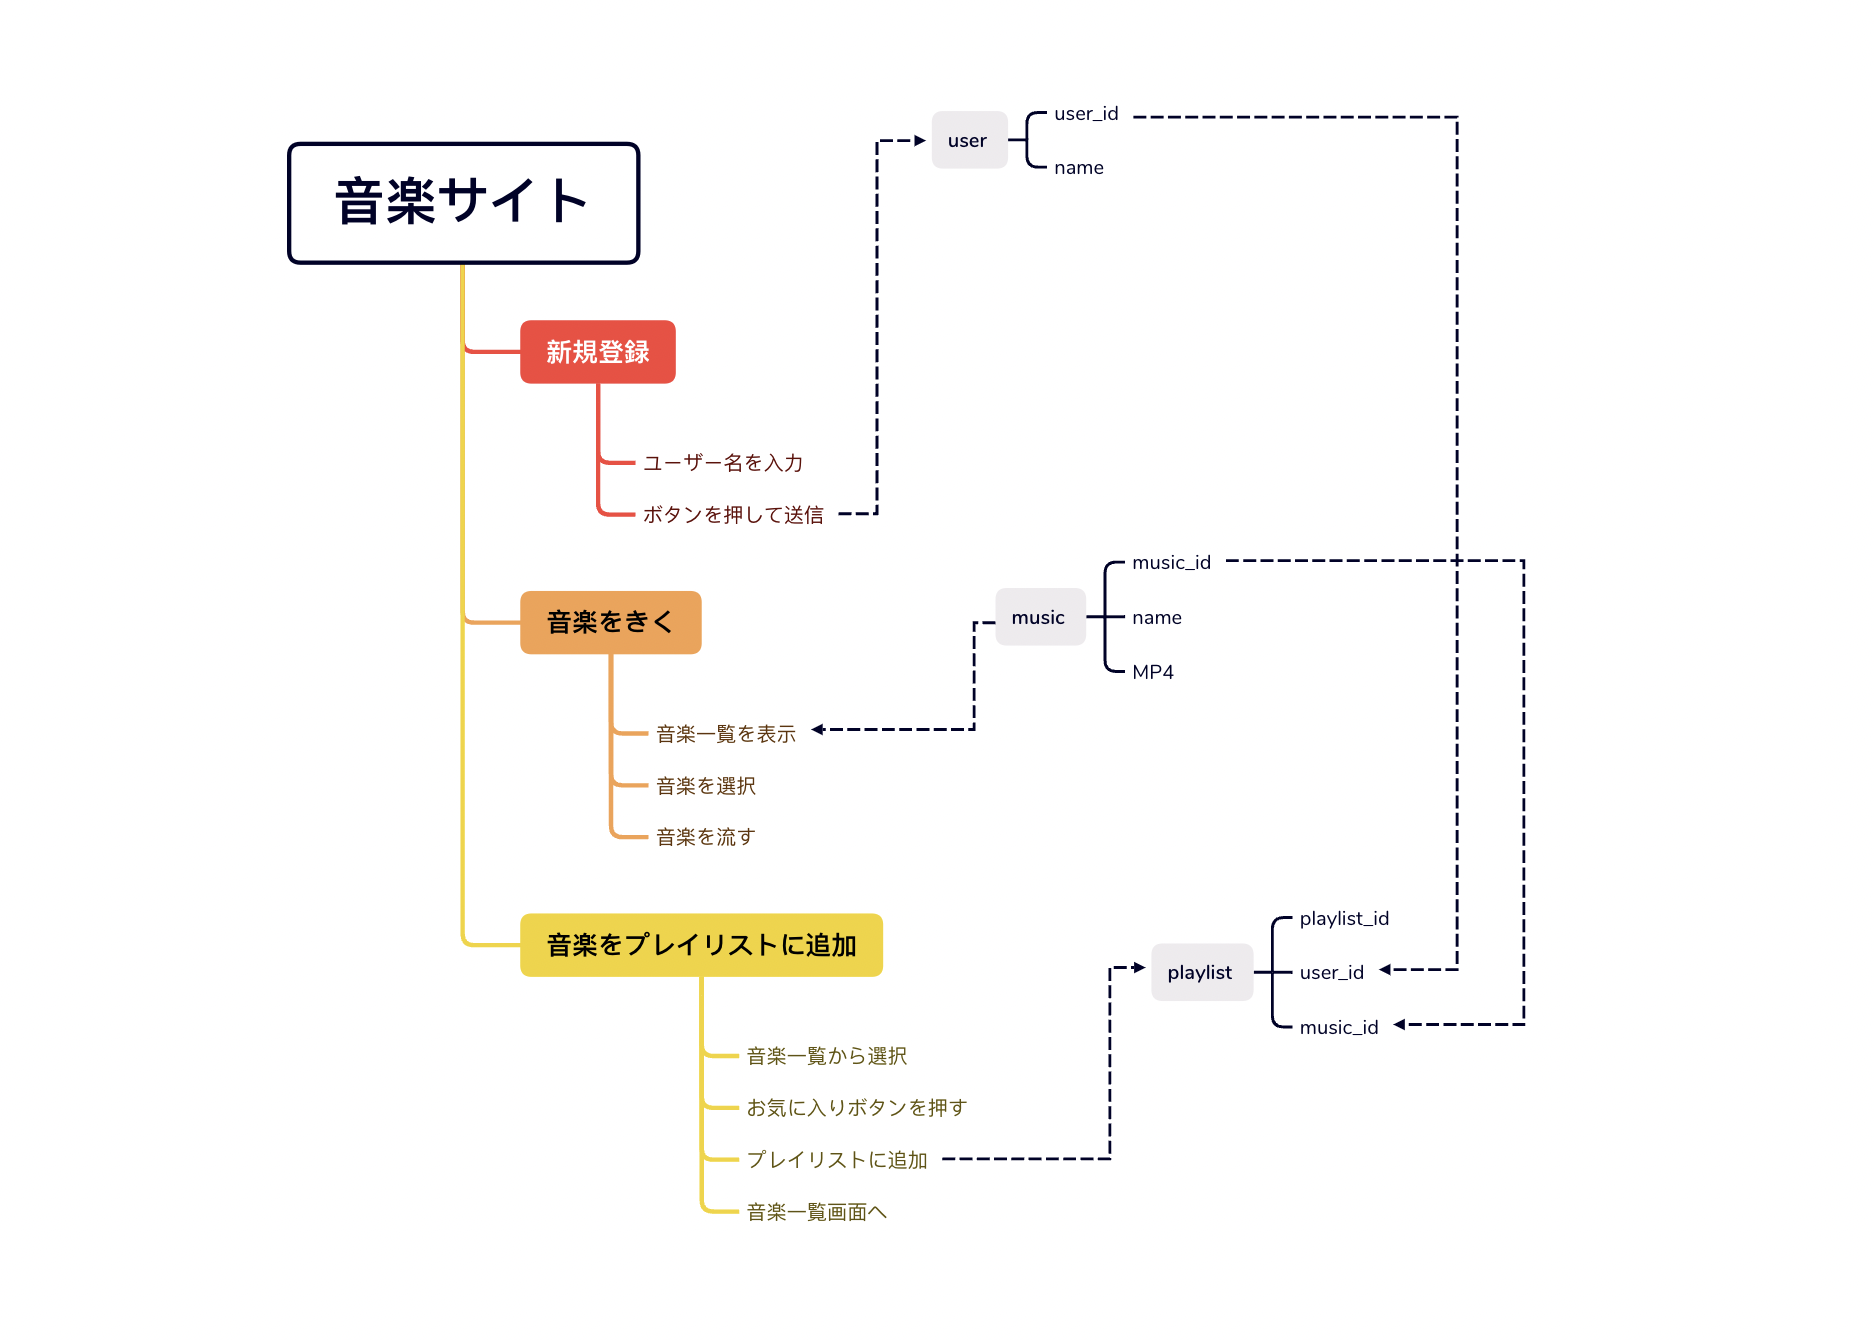 音楽サイト
新規登録
ユーザー名を入力
ボタンを押して送信
音楽をきく
音楽一覧を表示
音楽を選択
音楽を流す
音楽をプレイリストに追加
音楽一覧から選択
お気に入りボタンを押す
プレイリストに追加
音楽一覧画面へ
user
user_id
name
music
music_id
name
MP4
playlist
playlist_id
user_id
music_id